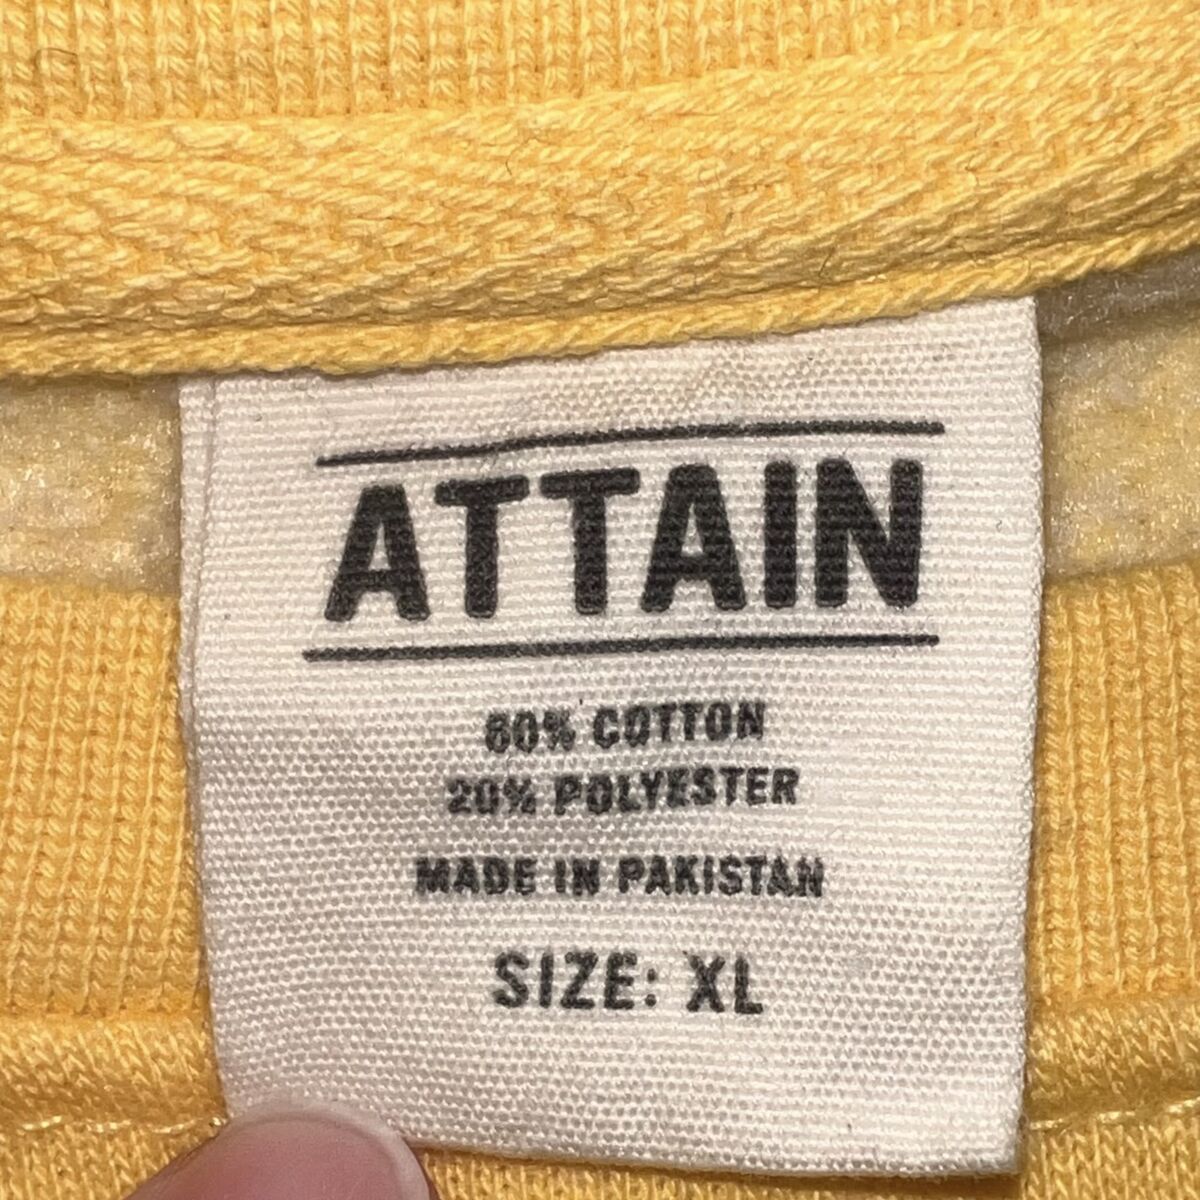 ATTAIN
80% COTTON
20% POLYESTER
MADE IN PAKISTAN
SIZE: XL